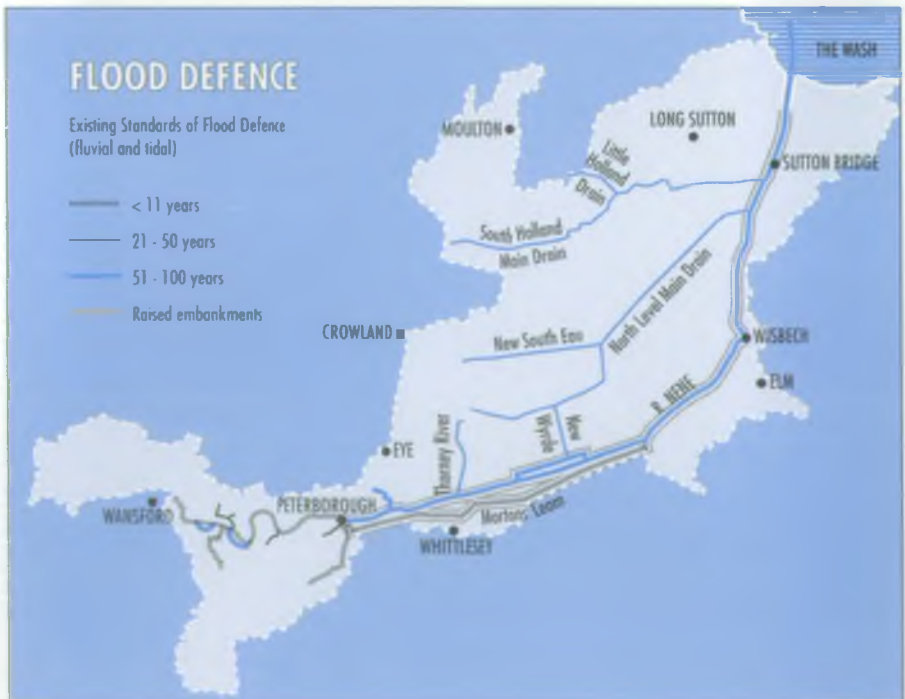 THE WASH
FLOOD DEFENCE
Existing Standards of Flood Defence
(fluvial and tidal)
< 11 years
21 - 50 years
51 - 100 years
Raised embankments
MOULTON
LONG SUTTON
Little
Holland
Drain
SUTTON BRIDGE
South Holland
Main Drain
North Level Main Drain
CROWLAND
New South Eau
WISBECH
ELM
R. NENE
EYE
Thorney River
New
Wryde
PETERBOROUGH
WANSFORD
Mortons Leam
WHITTLESEY